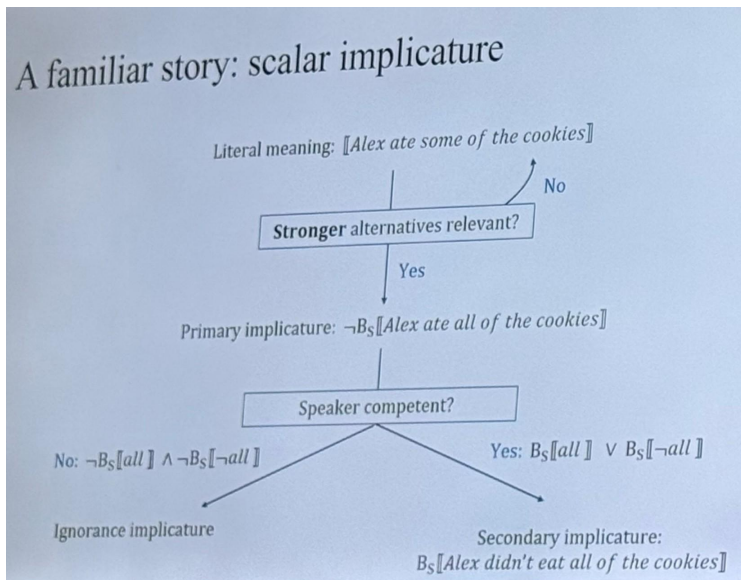 A familiar story: scalar implicature
Literal meaning: ⟦Alex ate some of the cookies⟧
No
Stronger alternatives relevant?
Yes
Primary implicature: ¬B_S⟦Alex ate all of the cookies⟧
Speaker competent?
No: ¬B_S⟦all⟧ ∧ ¬B_S⟦¬all⟧
Yes: B_S⟦all⟧ ∨ B_S⟦¬all⟧
Ignorance implicature
Secondary implicature:
B_S⟦Alex didn't eat all of the cookies⟧